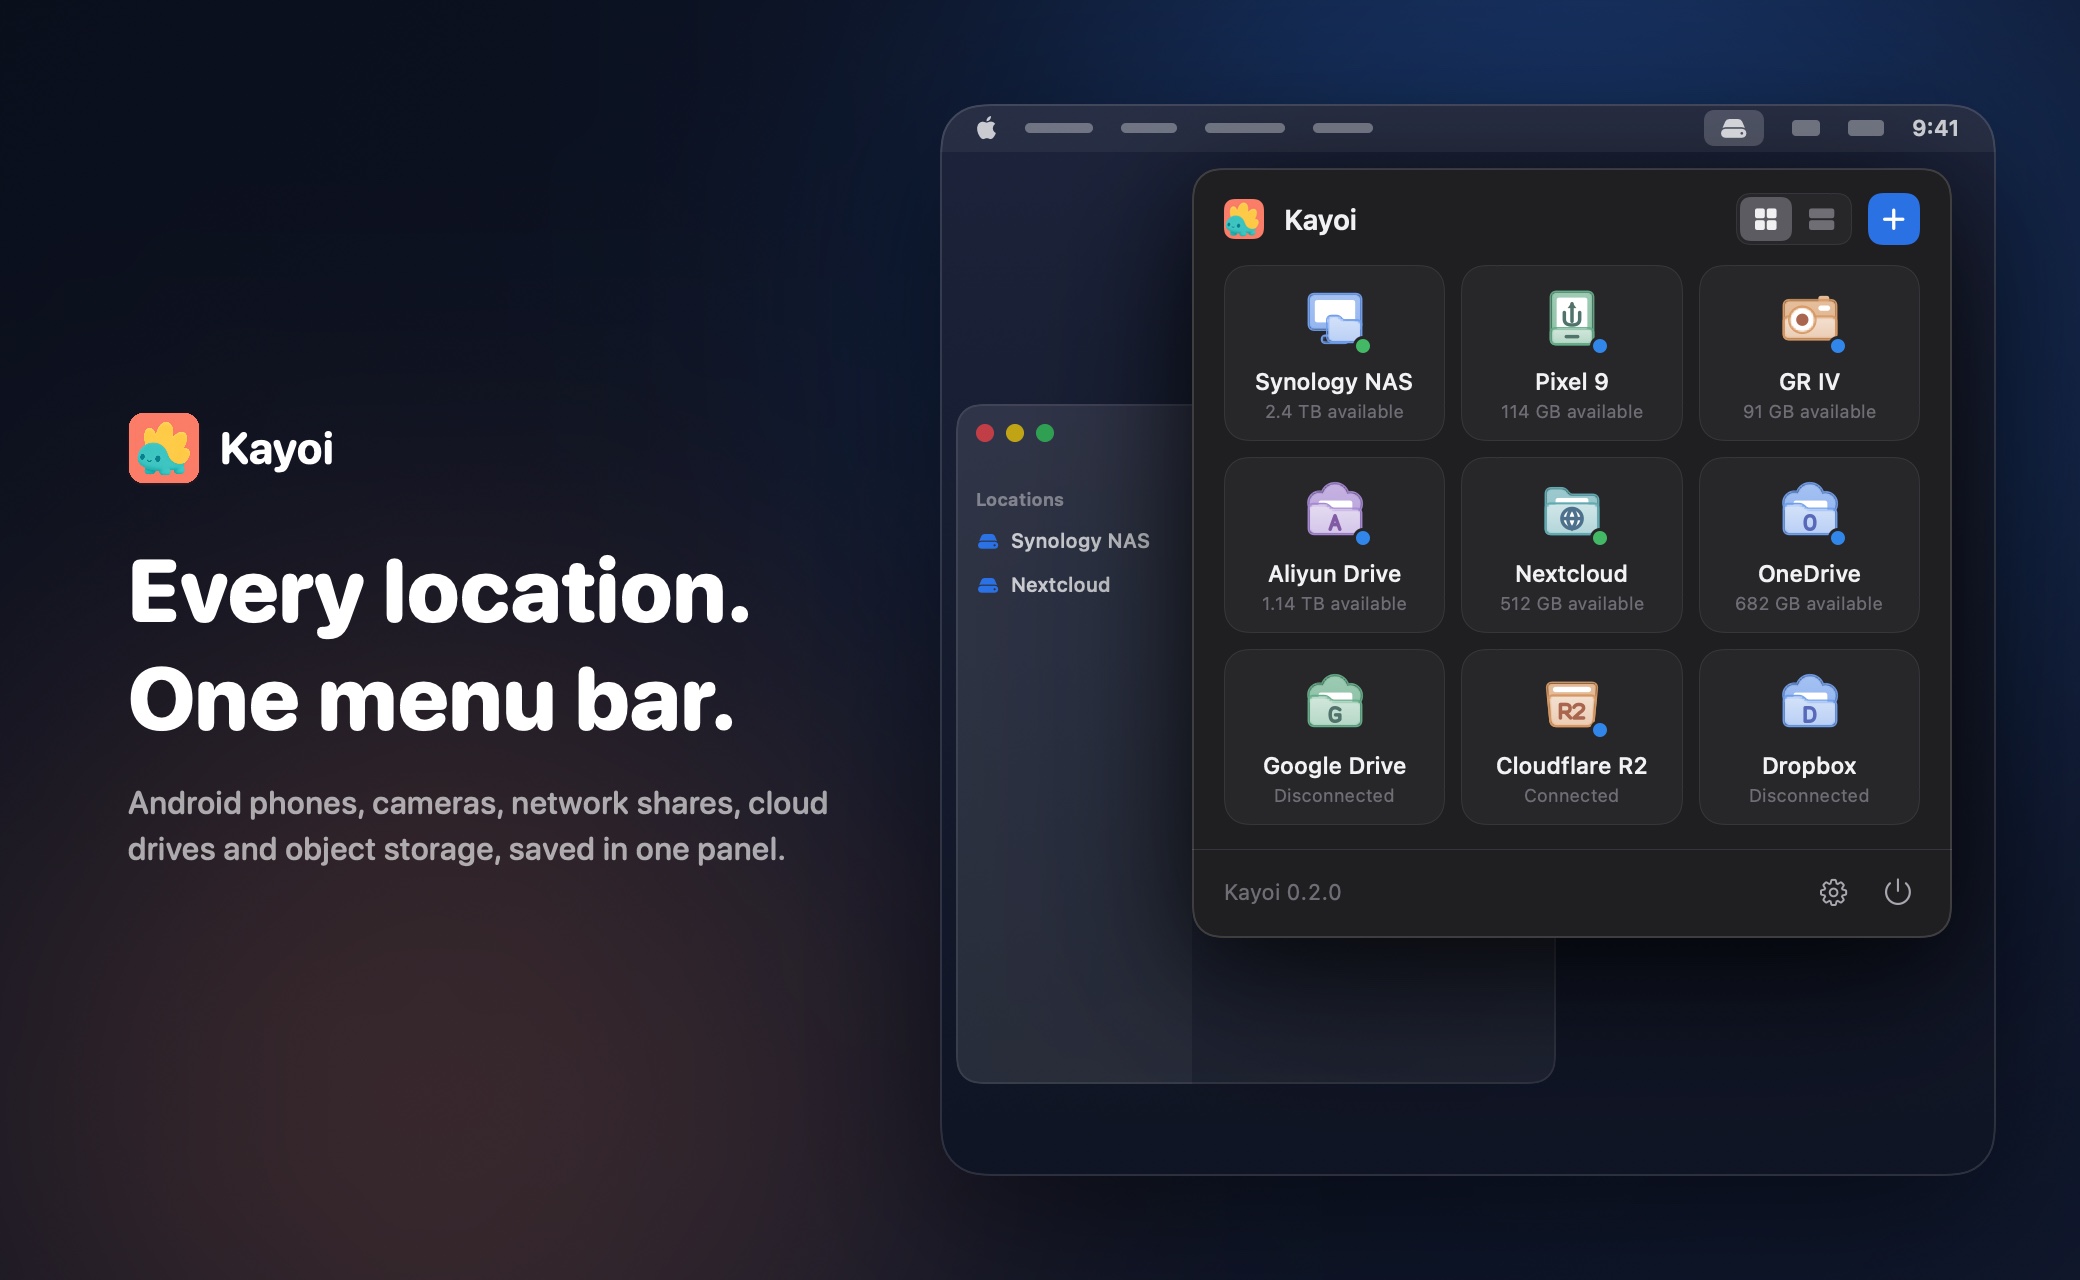 9:41
Kayoi
Synology NAS
2.4 TB available
Pixel 9
114 GB available
GR IV
91 GB available
A
Aliyun Drive
1.14 TB available
Nextcloud
512 GB available
O
OneDrive
682 GB available
G
Google Drive
Disconnected
R2
Cloudflare R2
Connected
D
Dropbox
Disconnected
Kayoi 0.2.0
Locations
Synology NAS
Nextcloud
Kayoi
Every location.
One menu bar.
Android phones, cameras, network shares, cloud
drives and object storage, saved in one panel.